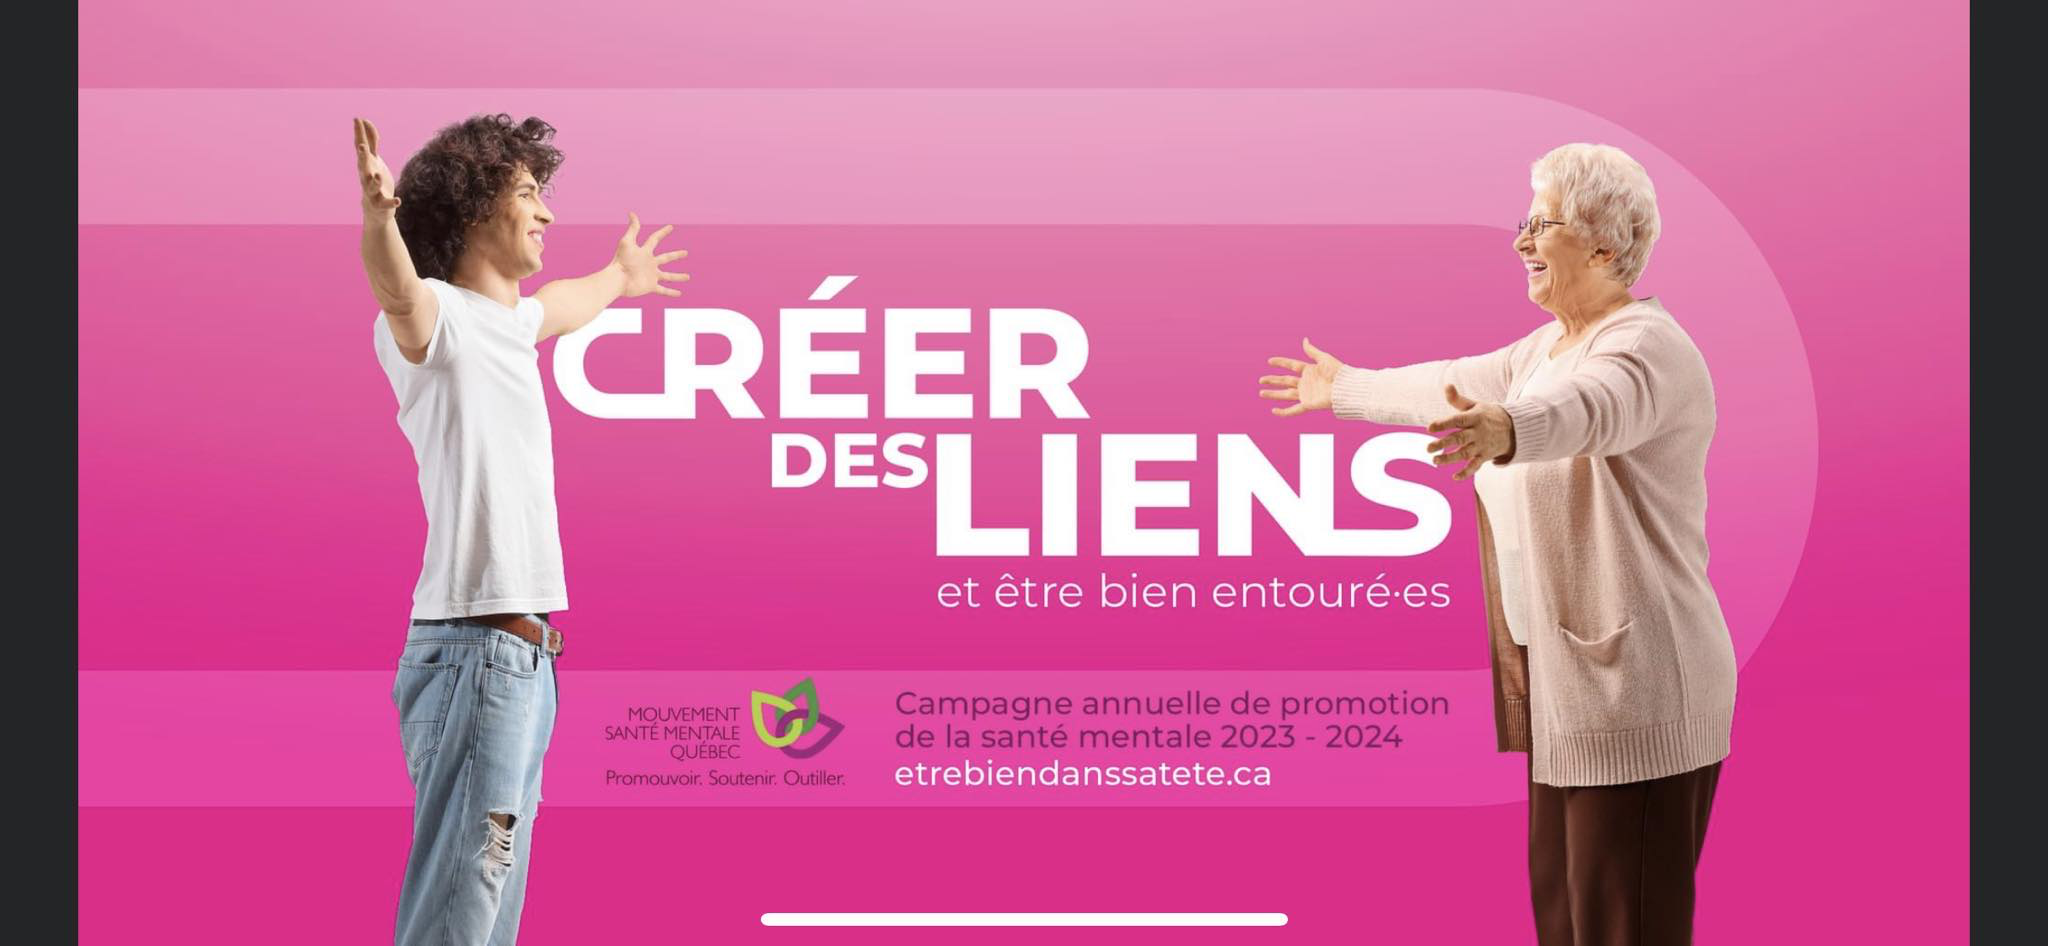 CRÉER
DES LIENS
et être bien entouré·es
MOUVEMENT
SANTÉ MENTALE
QUÉBEC
Promouvoir. Soutenir. Outiller.
Campagne annuelle de promotion
de la santé mentale 2023 - 2024
etrebiendanssatete.ca